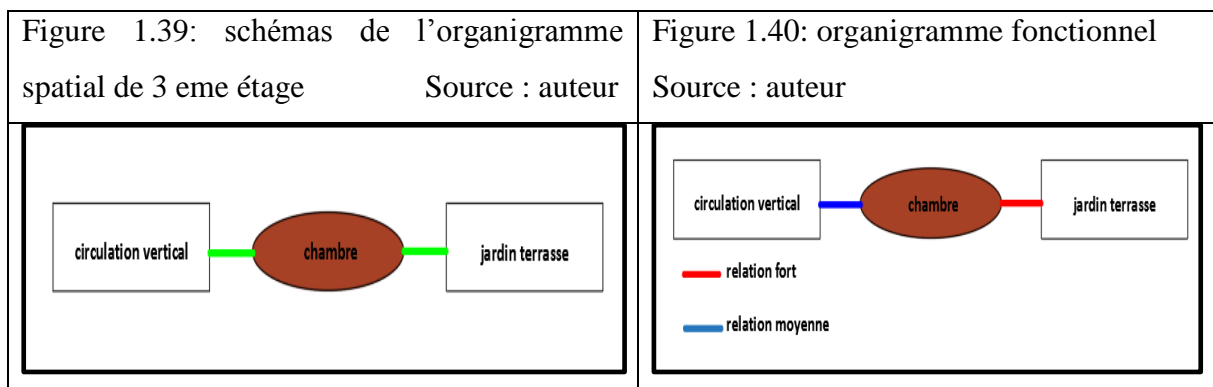 Figure 1.39: schémas de l’organigramme
spatial de 3 eme étage Source : auteur
Figure 1.40: organigramme fonctionnel
Source : auteur
circulation vertical
chambre
jardin terrasse
circulation vertical
chambre
jardin terrasse
relation fort
relation moyenne